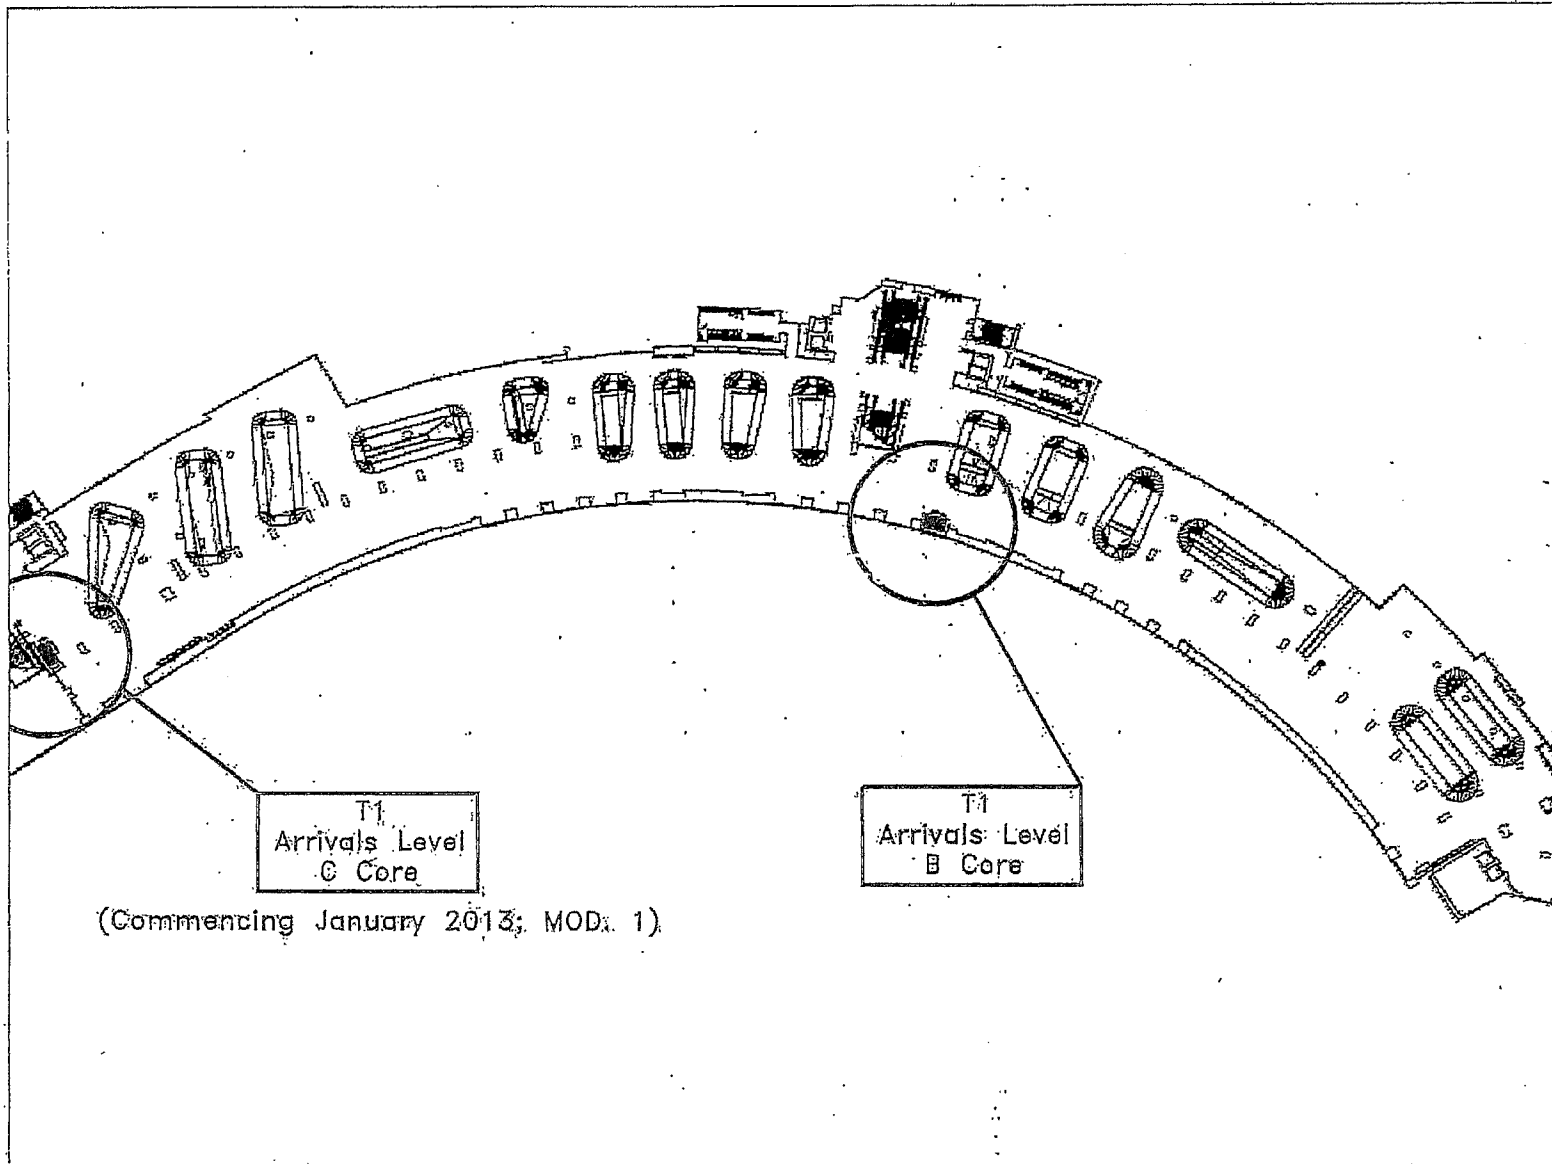 T1
Arrivals Level
C Core
(Commencing January 2013; MOD. 1)
T1
Arrivals Level
B Core